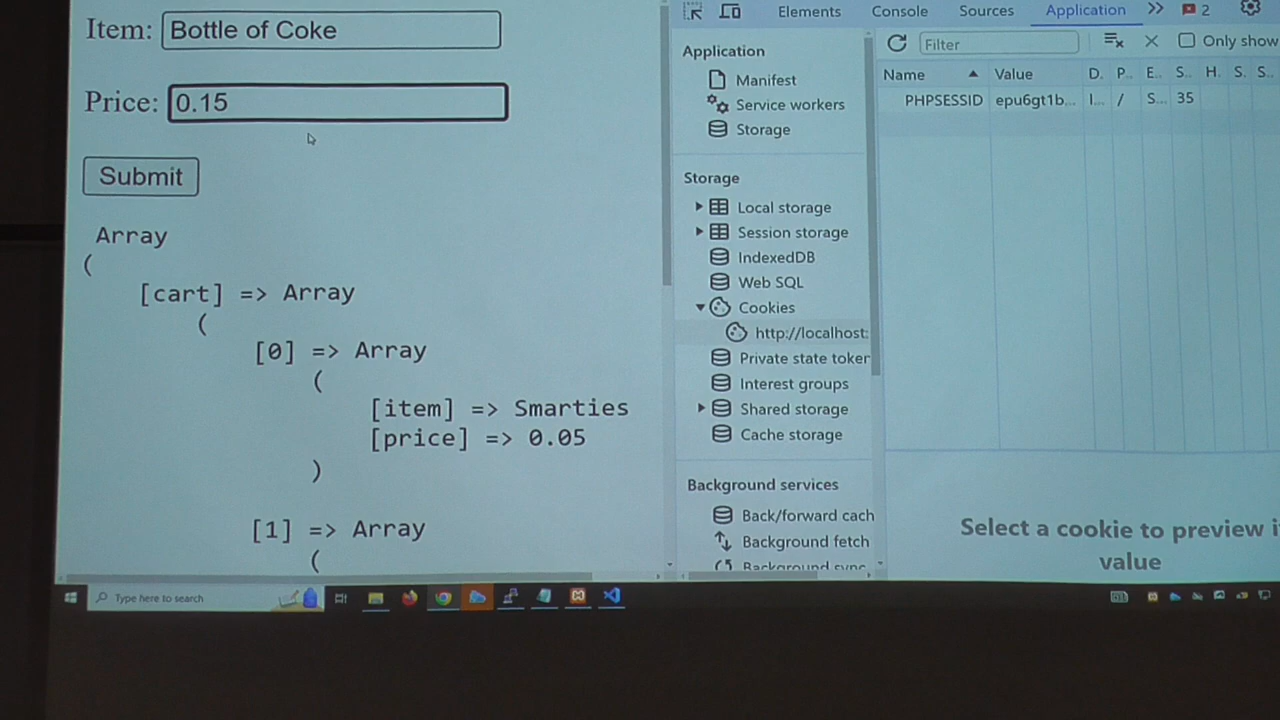 Item: Bottle of Coke
Price: 0.15
Submit
Array
(
[cart] => Array
(
[0] => Array
(
[item] => Smarties
[price] => 0.05
)
[1] => Array
(
Elements Console Sources Application 2
Application
Manifest
Service workers
Storage
Storage
Local storage
Session storage
IndexedDB
Web SQL
Cookies
http://localhost:
Private state token
Interest groups
Shared storage
Cache storage
Background services
Back/forward cach
Background fetch
Background sync
Filter Only show
Name Value D. P.. E.. S.. H. S. S..
PHPSESSID epu6gt1b... l... / S... 35
Select a cookie to preview i
value
Type here to search